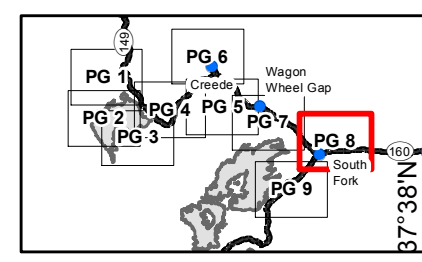 149
PG 6
Wagon
Wheel Gap
PG 1
Creede
PG 2
PG 4
PG 5
PG 3
PG 7
PG 8
160
South
Fork
PG 9
37°38'N